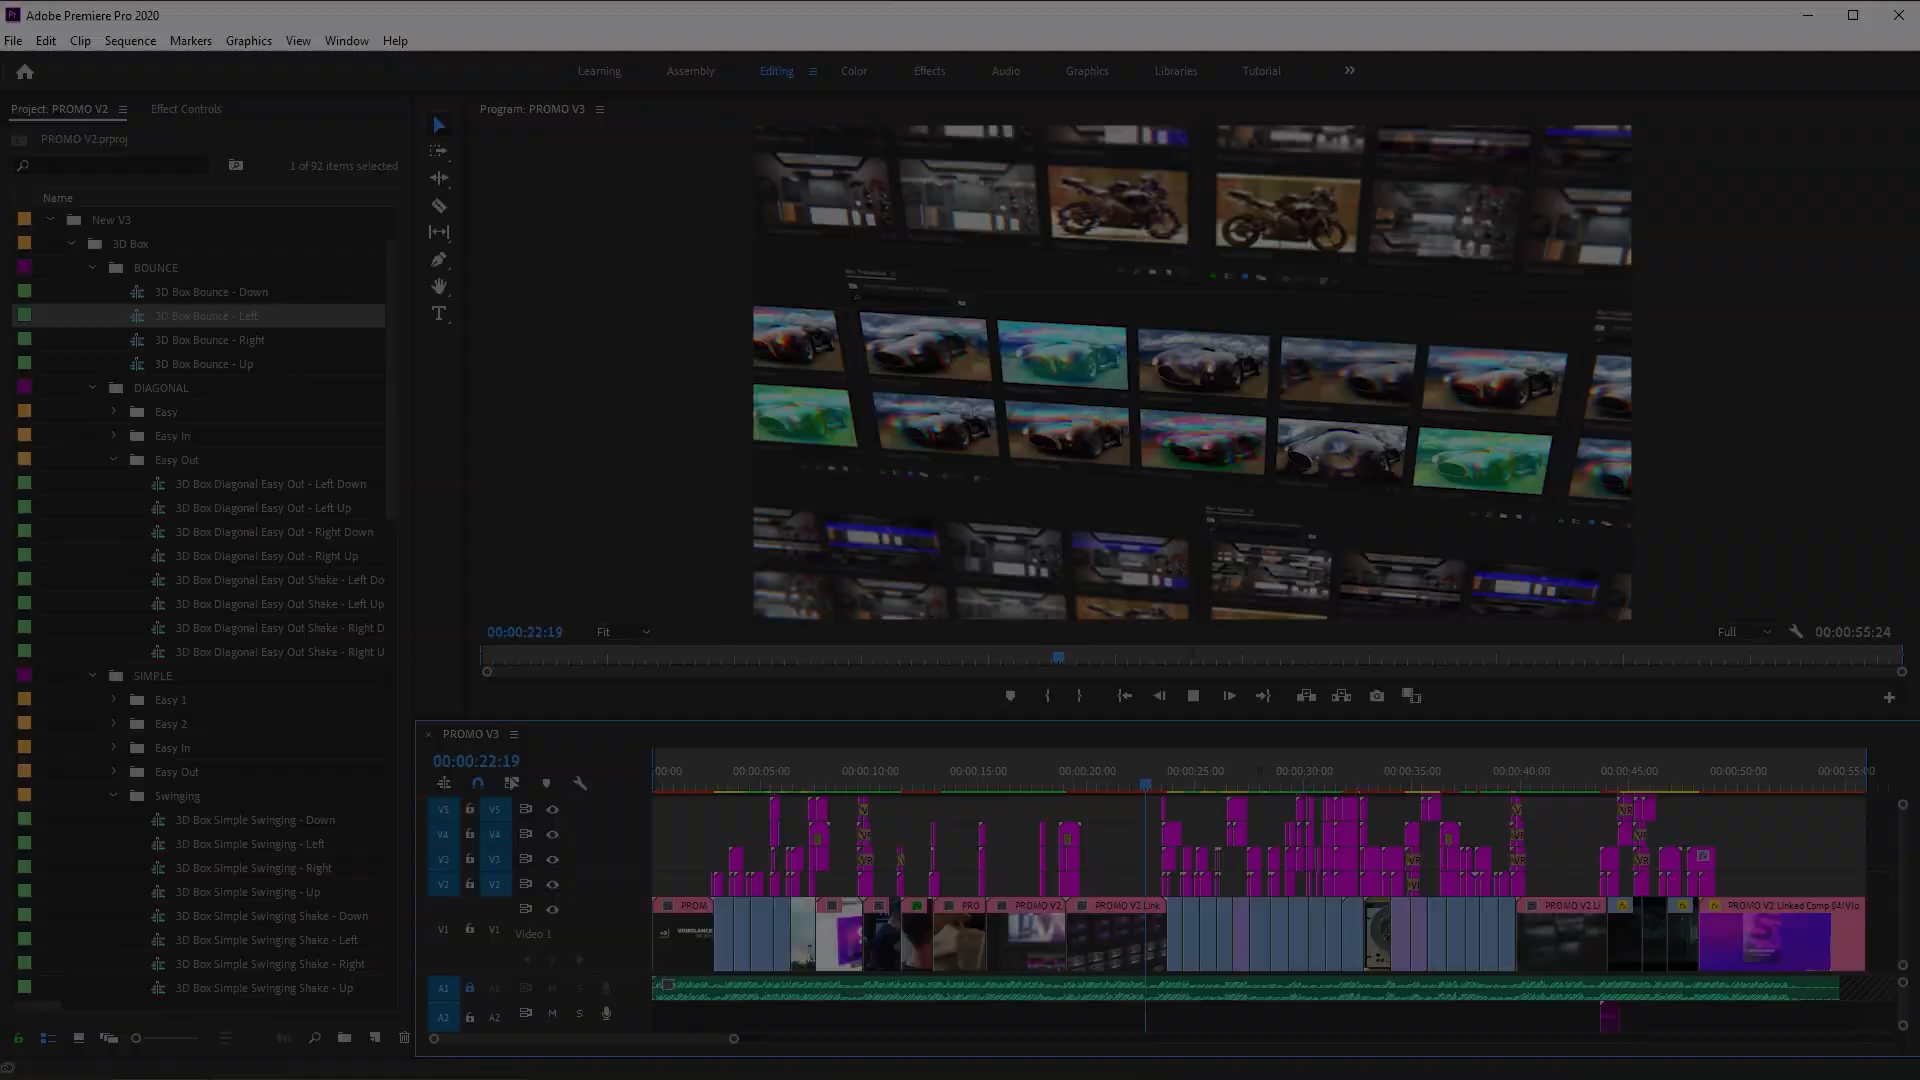 Adobe Premiere Pro 2020
File Edit Clip Sequence Markers Graphics View Window Help
Learning Assembly Editing Color Effects Audio Graphics Libraries Tutorial
Project: PROMO V2 Effect Controls
Program: PROMO V3
PROMO V2.prproj
1 of 92 items selected
Name
New V3
3D Box
BOUNCE
3D Box Bounce - Down
3D Box Bounce - Left
3D Box Bounce - Right
3D Box Bounce - Up
DIAGONAL
Easy
Easy In
Easy Out
3D Box Diagonal Easy Out - Left Down
3D Box Diagonal Easy Out - Left Up
3D Box Diagonal Easy Out - Right Down
3D Box Diagonal Easy Out - Right Up
3D Box Diagonal Easy Out Shake - Left Do
3D Box Diagonal Easy Out Shake - Left Up
3D Box Diagonal Easy Out Shake - Right D
3D Box Diagonal Easy Out Shake - Right U
SIMPLE
Easy 1
Easy 2
Easy In
Easy Out
Swinging
3D Box Simple Swinging - Down
3D Box Simple Swinging - Left
3D Box Simple Swinging - Right
3D Box Simple Swinging - Up
3D Box Simple Swinging Shake - Down
3D Box Simple Swinging Shake - Left
3D Box Simple Swinging Shake - Right
3D Box Simple Swinging Shake - Up
00:00:22:19 Fit Full 00:00:55:24
PROMO V3
00:00:22:19
:00:00 00:00:05:00 00:00:10:00 00:00:15:00 00:00:20:00 00:00:25:00 00:00:30:00 00:00:35:00 00:00:40:00 00:00:45:00 00:00:50:00 00:00:55:00
V5 V5
V4 V4
V3 V3 VR VR VR VR
V2 V2
PROM PRO PROMO V2 PROMO V2 Link PROMO V2 Li PROMO V2 Linked Comp 04/Vio
V1 V1 Video 1
A1 A1 M S
A2 A2 M S